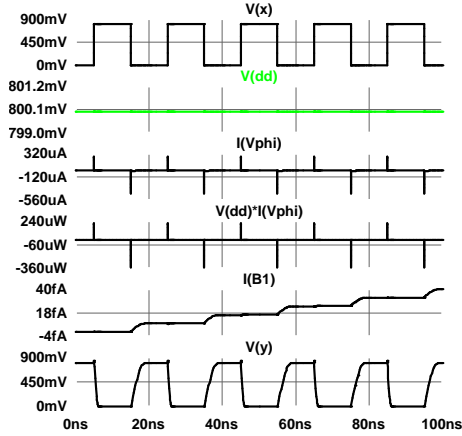 V(x)
900mV
450mV
0mV
V(dd)
801.2mV
800.1mV
799.0mV
I(Vphi)
320uA
-120uA
-560uA
V(dd)*I(Vphi)
240uW
-60uW
-360uW
I(B1)
40fA
18fA
-4fA
V(y)
900mV
450mV
0mV
0ns 20ns 40ns 60ns 80ns 100ns